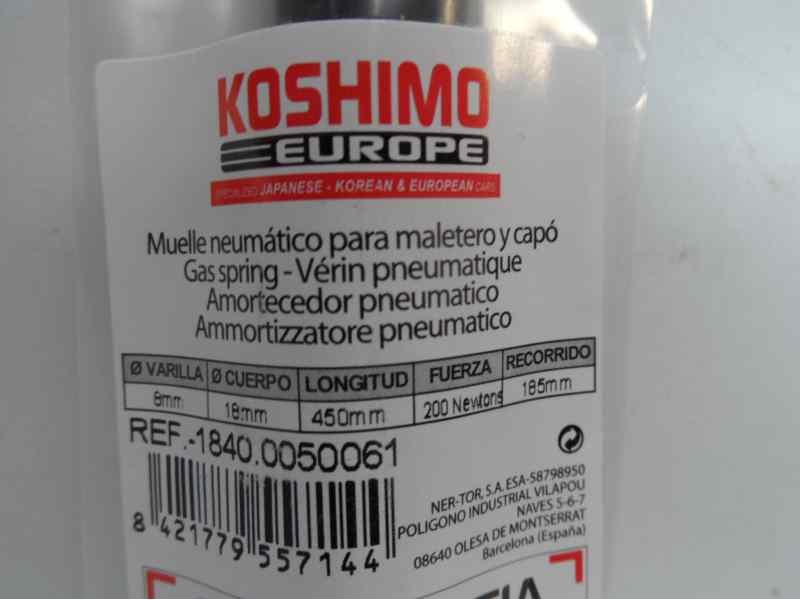 KOSHIMO
EUROPE
SPECIALIZED JAPANESE - KOREAN & EUROPEAN CARS
Muelle neumático para maletero y capó
Gas spring - Vérin pneumatique
Amortecedor pneumatico
Ammortizzatore pneumatico
Ø VARILLA Ø CUERPO LONGITUD FUERZA RECORRIDO
8mm 18mm 450mm 200 Newtons 185mm
REF.-1840.0050061
8 421779 557144
NER-TOR, S.A. ESA-58798950
POLIGONO INDUSTRIAL VILAPOU
NAVES 5-6-7
08640 OLESA DE MONTSERRAT
Barcelona (España)